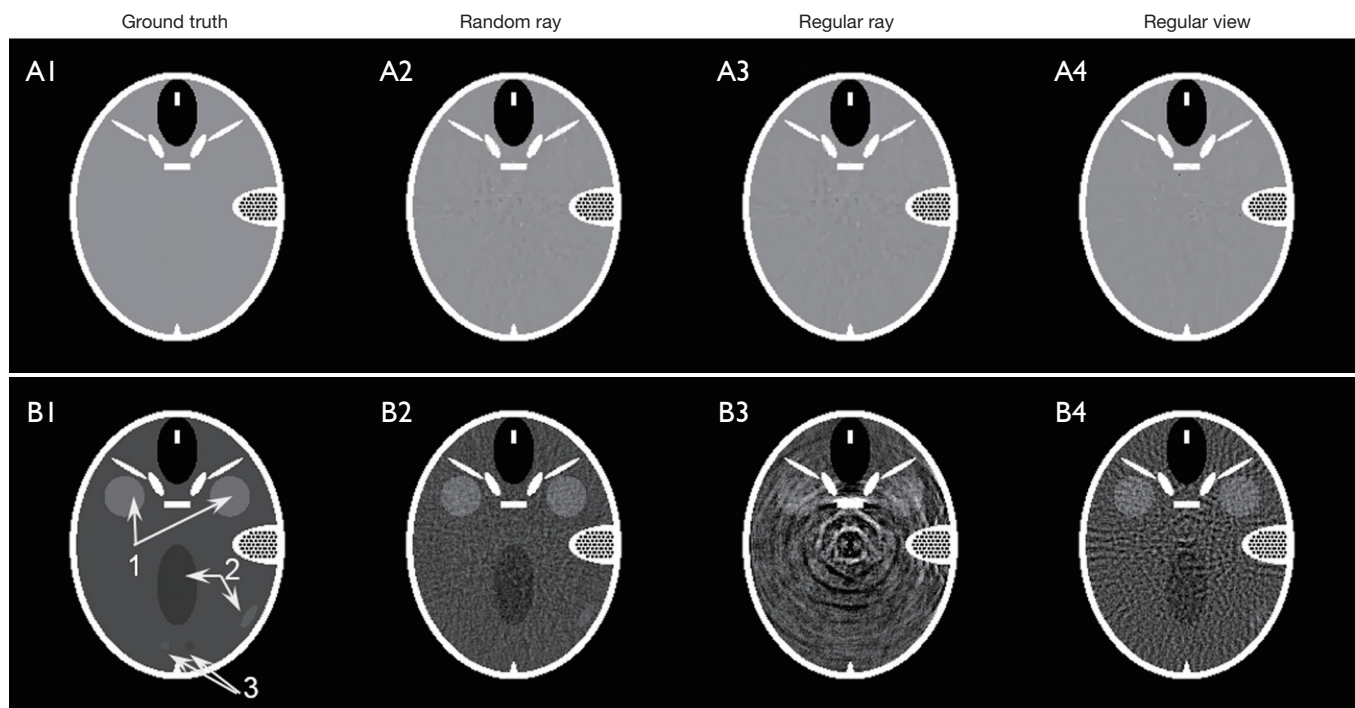 Ground truth Random ray Regular ray Regular view
A1 A2 A3 A4
B1 B2 B3 B4
1
2
3